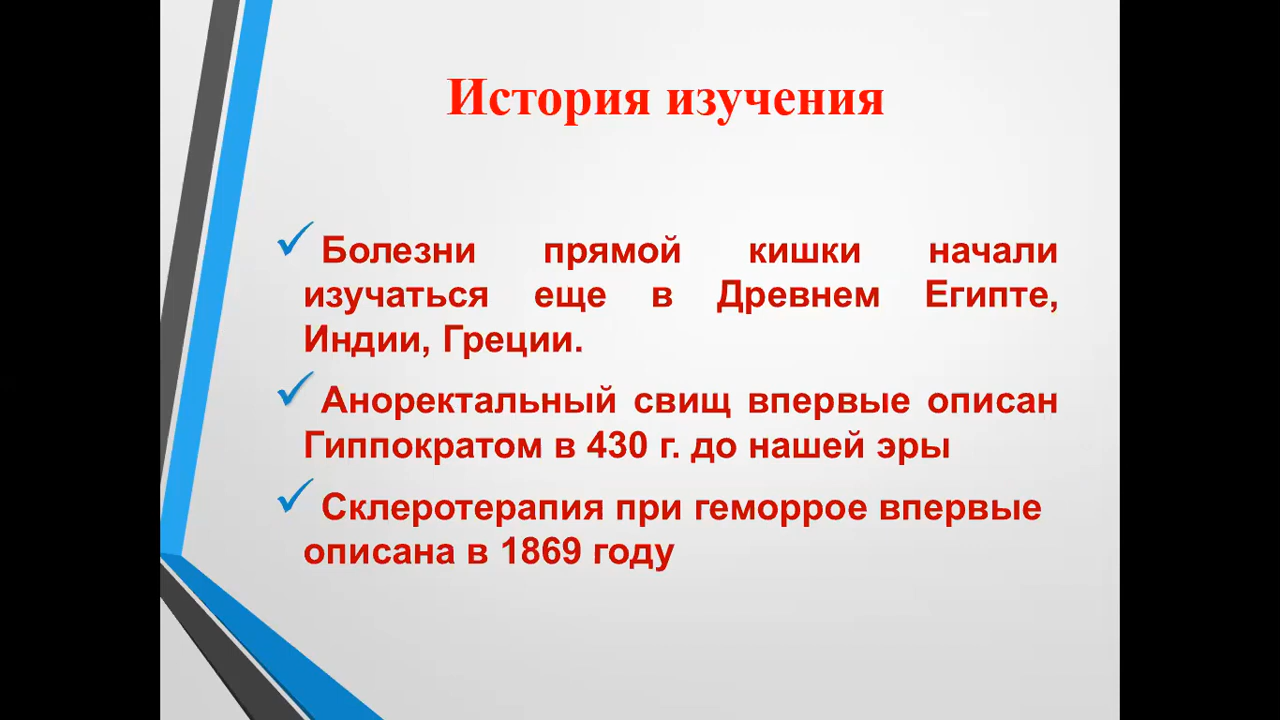 История изучения
Болезни прямой кишки начали
изучаться еще в Древнем Египте,
Индии, Греции.
Аноректальный свищ впервые описан
Гиппократом в 430 г. до нашей эры
Склеротерапия при геморрое впервые
описана в 1869 году